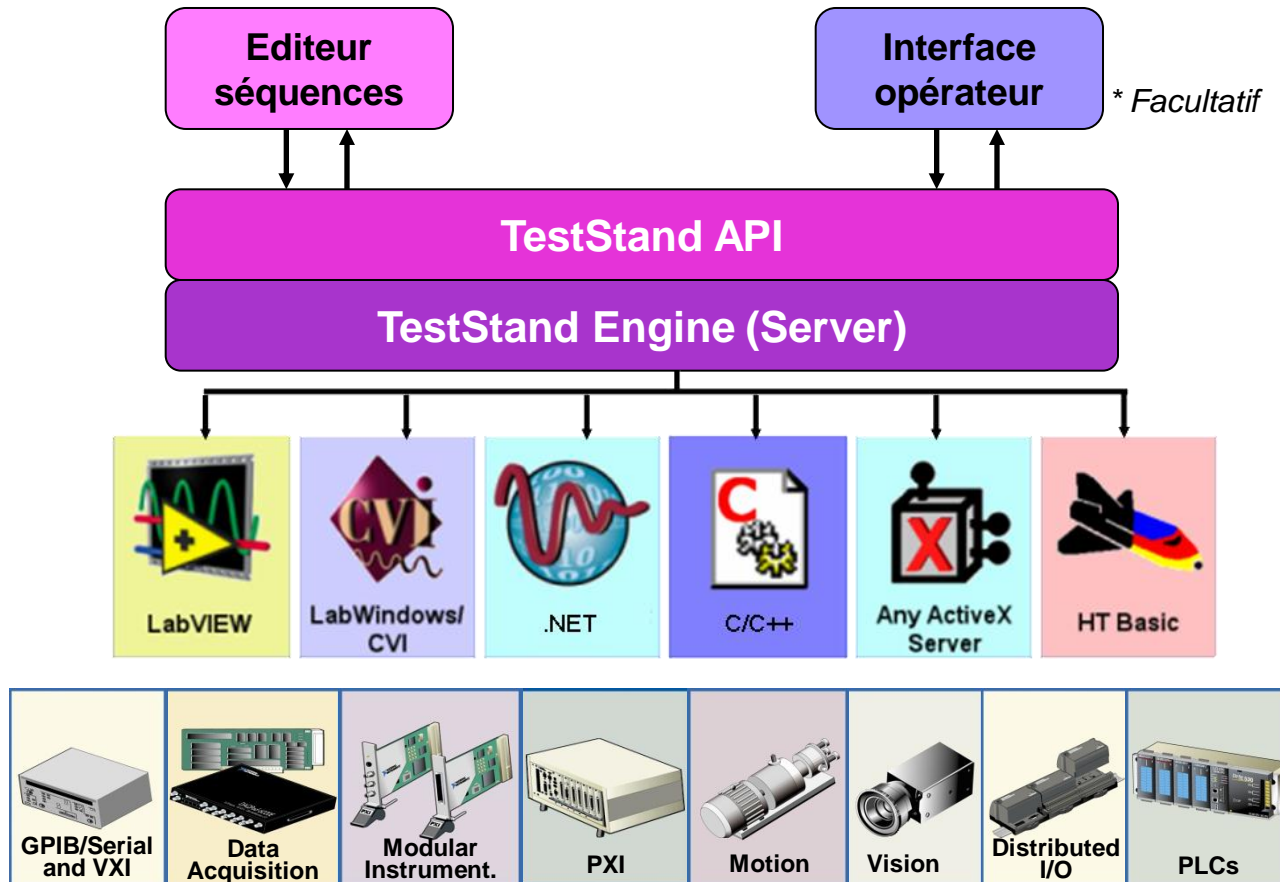 Editeur
séquences
Interface
opérateur
* Facultatif
TestStand API
TestStand Engine (Server)
LabVIEW
LabWindows/
CVI
.NET
C
C/C++
X
Any ActiveX
Server
HT Basic
CVI
GPIB/Serial
and VXI
Data
Acquisition
Modular
Instrument.
PXI
Motion
Vision
Distributed
I/O
PLCs